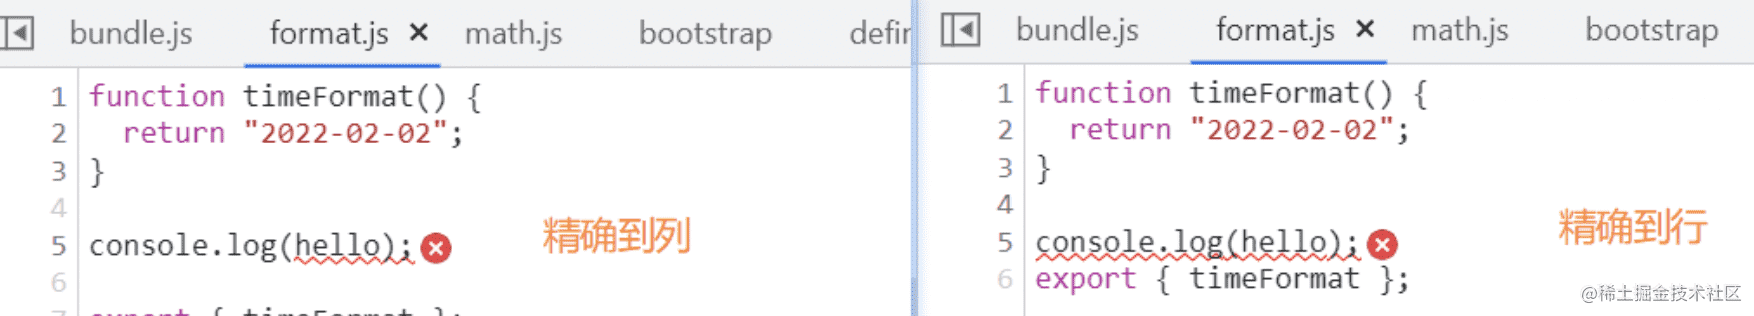 bundle.js format.js × math.js bootstrap defin
1 function timeFormat() {
2 return "2022-02-02";
3 }
4
5 console.log(hello);
6
7 export { timeFormat };
精确到列
bundle.js format.js × math.js bootstrap
1 function timeFormat() {
2 return "2022-02-02";
3 }
4
5 console.log(hello);
6 export { timeFormat };
精确到行
@稀土掘金技术社区